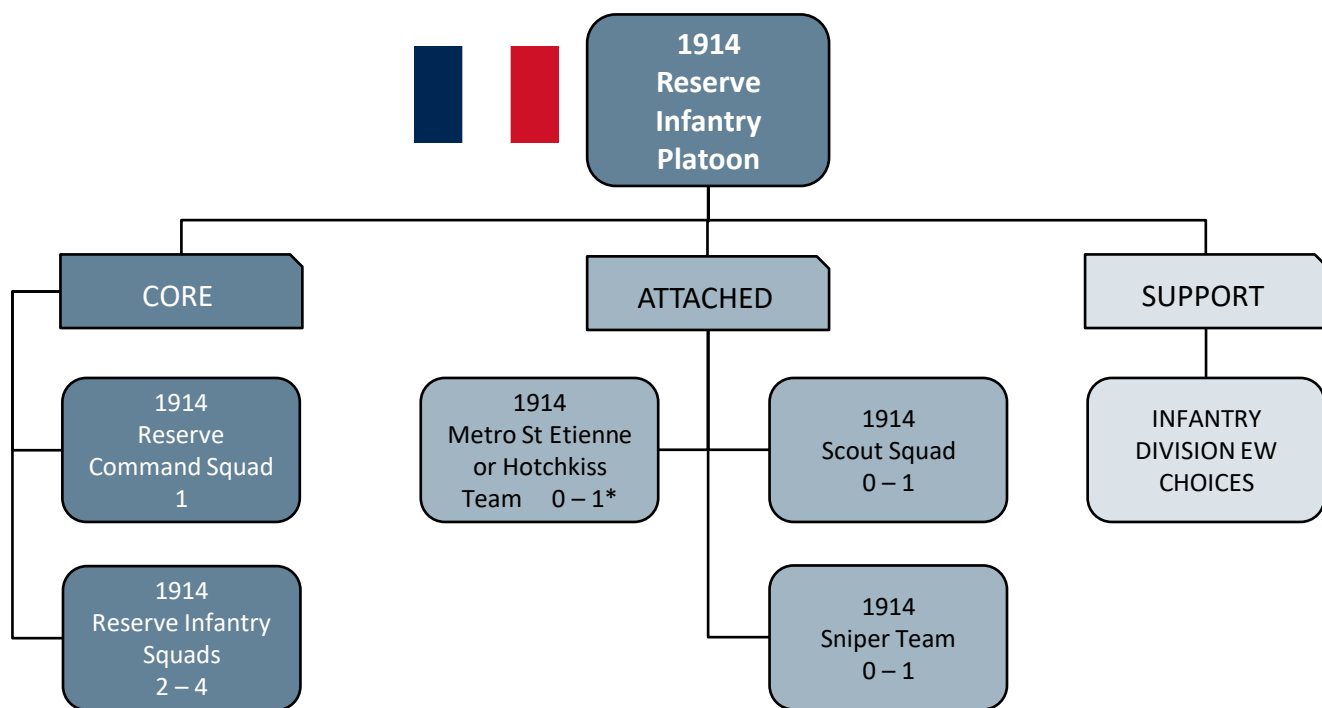 1914
Reserve
Infantry
Platoon
CORE
ATTACHED
SUPPORT
1914
Reserve
Command Squad
1
1914
Reserve Infantry
Squads
2 – 4
1914
Metro St Etienne
or Hotchkiss
Team 0 – 1*
1914
Scout Squad
0 – 1
1914
Sniper Team
0 – 1
INFANTRY
DIVISION EW
CHOICES